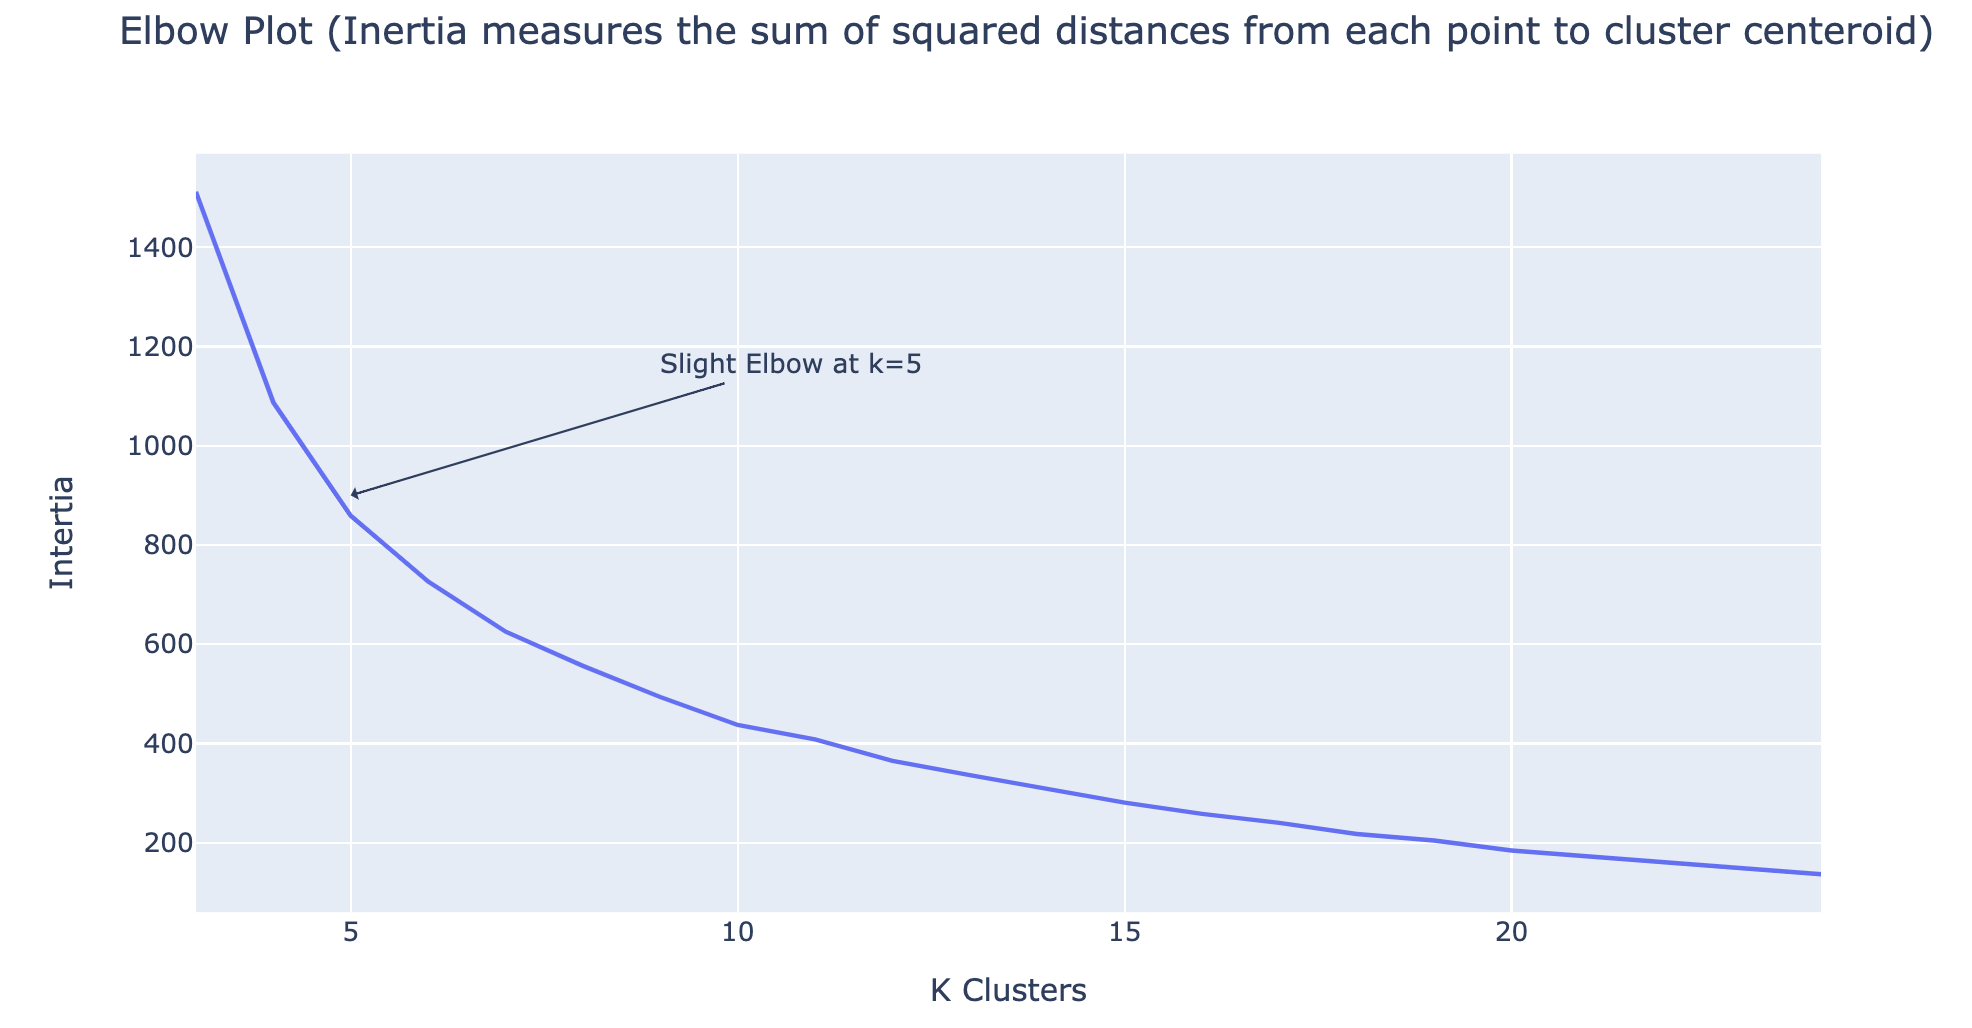 Elbow Plot (Inertia measures the sum of squared distances from each point to cluster centeroid)
1400
1200
Slight Elbow at k=5
1000
800
600
400
200
Intertia
5 10 15 20
K Clusters